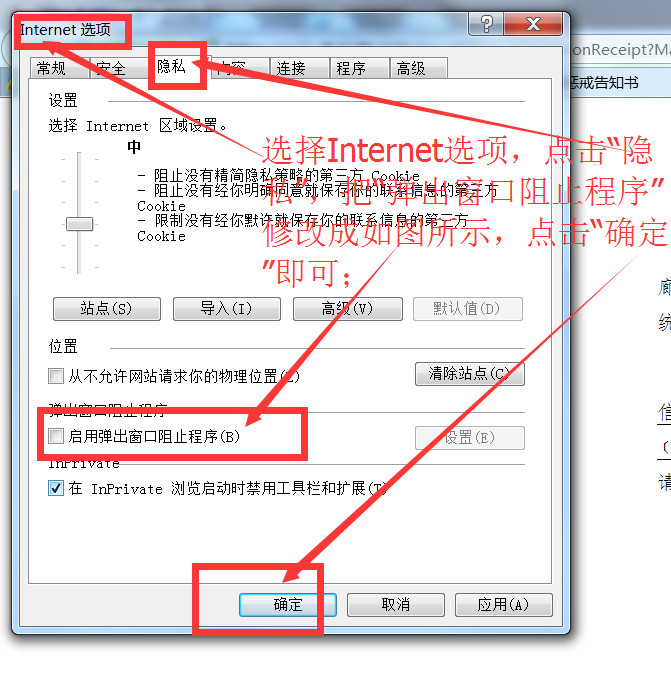 Internet 选项
onReceipt?Ma
常规 安全 隐私 内容 连接 程序 高级
惩戒告知书
设置
选择 Internet 区域设置。
中
- 阻止没有精简隐私策略的第三方 Cookie
- 阻止没有经你明确同意就保存你的联系信息的第三方
Cookie
- 限制没有经你默许就保存你的联系信息的第三方
Cookie
选择Internet选项，点击“隐
私”，把“弹出窗口阻止程序”
修改成如图所示，点击“确定
”即可；
站点(S) 导入(I) 高级(V) 默认值(D)
位置
从不允许网站请求你的物理位置(L)
清除站点(C)
弹出窗口阻止程序
启用弹出窗口阻止程序(B)
设置(E)
InPrivate
在 InPrivate 浏览启动时禁用工具栏和扩展(T)
确定 取消 应用(A)
统
信
（
请